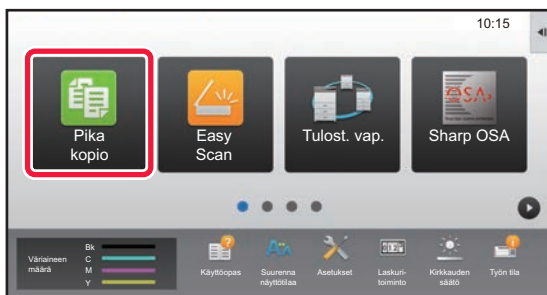 10:15
Pika
kopio
Easy
Scan
Tulost. vap.
Sharp OSA
OSA
Väriaineen
määrä
Bk
C
M
Y
Käyttöopas
Suurenna
näyttötilaa
Asetukset
Laskuri-
toiminto
Kirkkauden
säätö
Työn tila